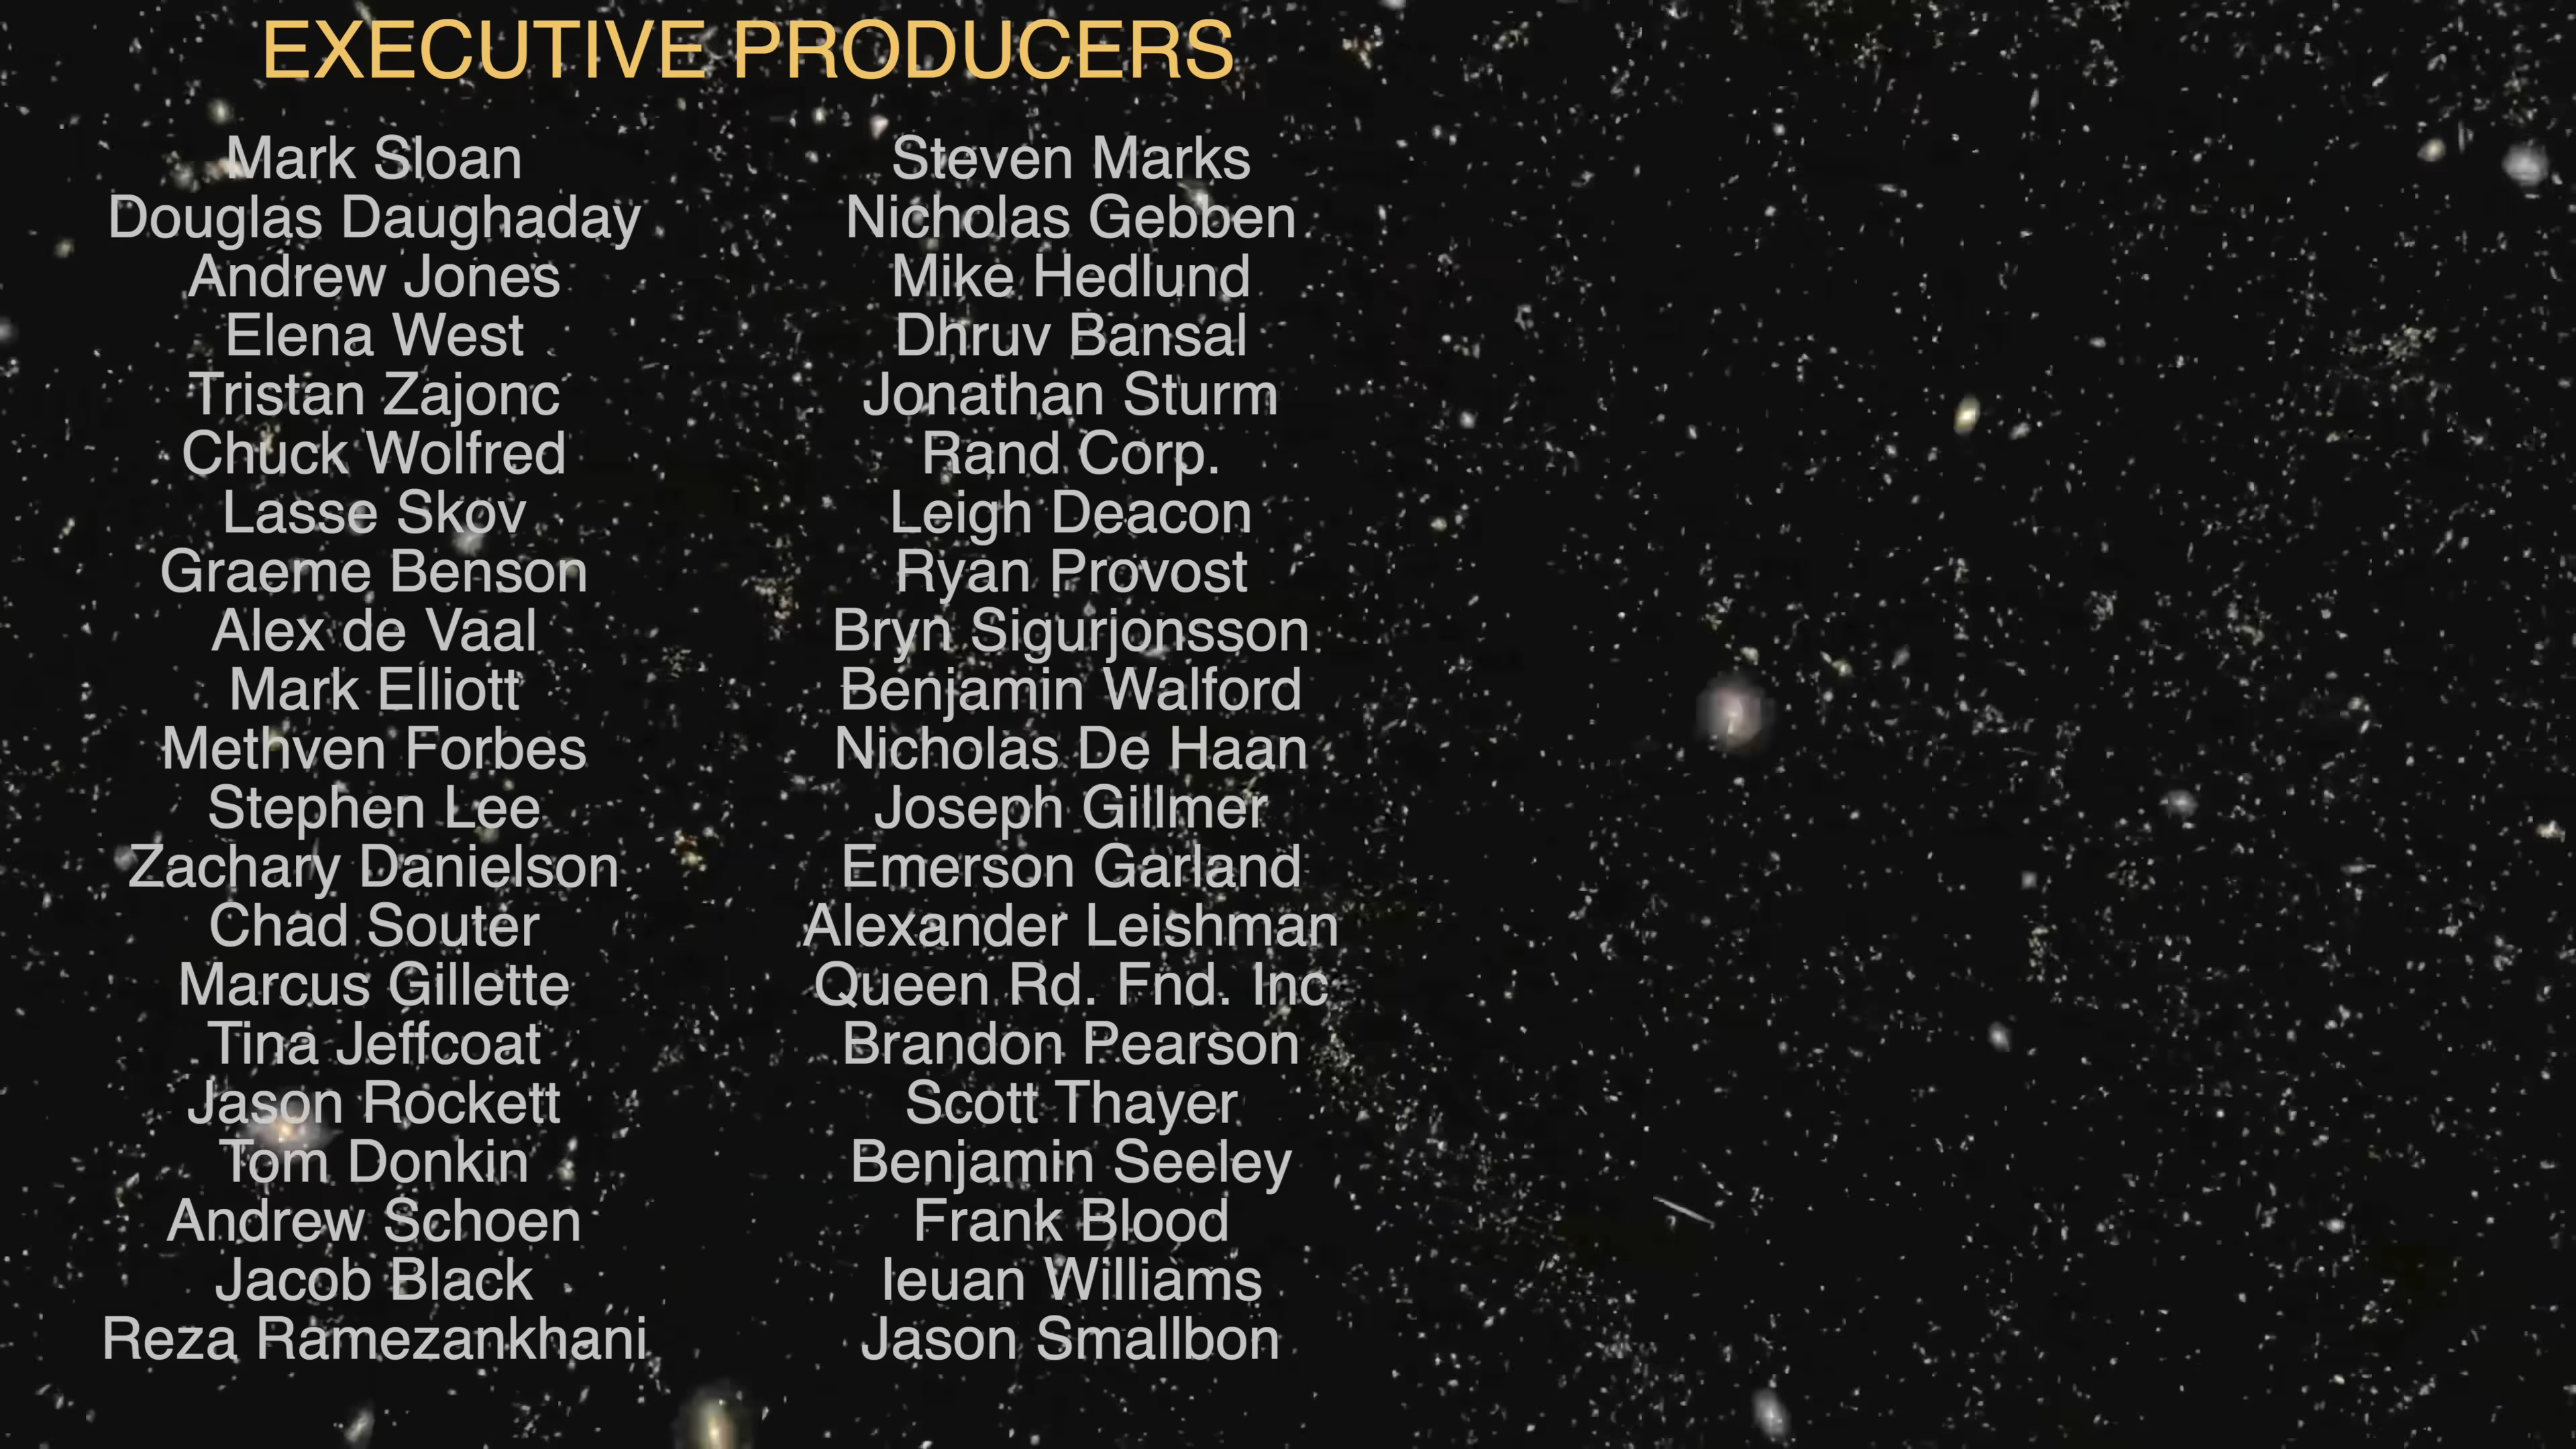 EXECUTIVE PRODUCERS
Mark Sloan
Douglas Daughaday
Andrew Jones
Elena West
Tristan Zajonc
Chuck Wolfred
Lasse Skov
Graeme Benson
Alex de Vaal
Mark Elliott
Methven Forbes
Stephen Lee
Zachary Danielson
Chad Souter
Marcus Gillette
Tina Jeffcoat
Jason Rockett
Tom Donkin
Andrew Schoen
Jacob Black
Reza Ramezankhani
Steven Marks
Nicholas Gebben
Mike Hedlund
Dhruv Bansal
Jonathan Sturm
Rand Corp.
Leigh Deacon
Ryan Provost
Bryn Sigurjonsson
Benjamin Walford
Nicholas De Haan
Joseph Gillmer
Emerson Garland
Alexander Leishman
Queen Rd. Fnd. Inc
Brandon Pearson
Scott Thayer
Benjamin Seeley
Frank Blood
Ieuan Williams
Jason Smallbon